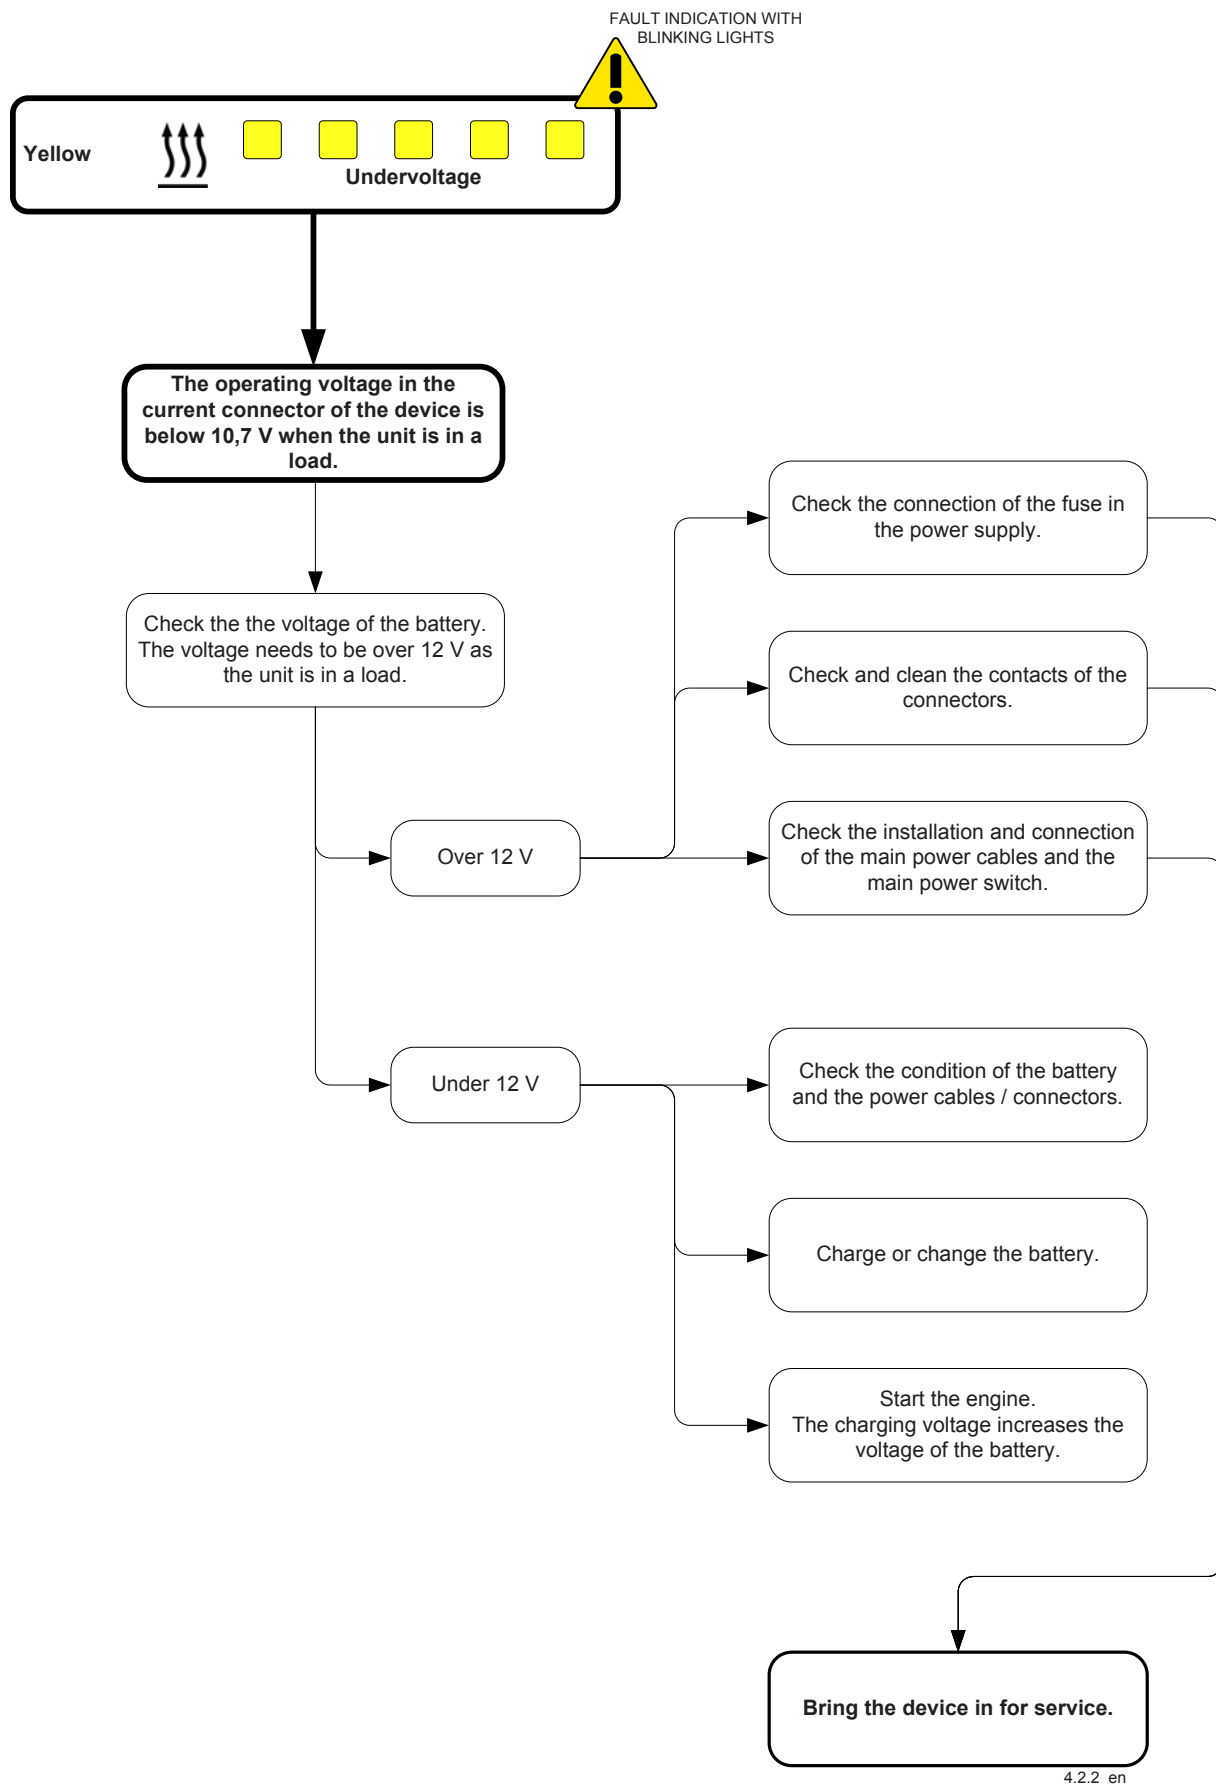 FAULT INDICATION WITH
BLINKING LIGHTS
Yellow
Undervoltage
The operating voltage in the
current connector of the device is
below 10,7 V when the unit is in a
load.
Check the the voltage of the battery.
The voltage needs to be over 12 V as
the unit is in a load.
Over 12 V
Under 12 V
Check the connection of the fuse in
the power supply.
Check and clean the contacts of the
connectors.
Check the installation and connection
of the main power cables and the
main power switch.
Check the condition of the battery
and the power cables / connectors.
Charge or change the battery.
Start the engine.
The charging voltage increases the
voltage of the battery.
Bring the device in for service.
4.2.2 en